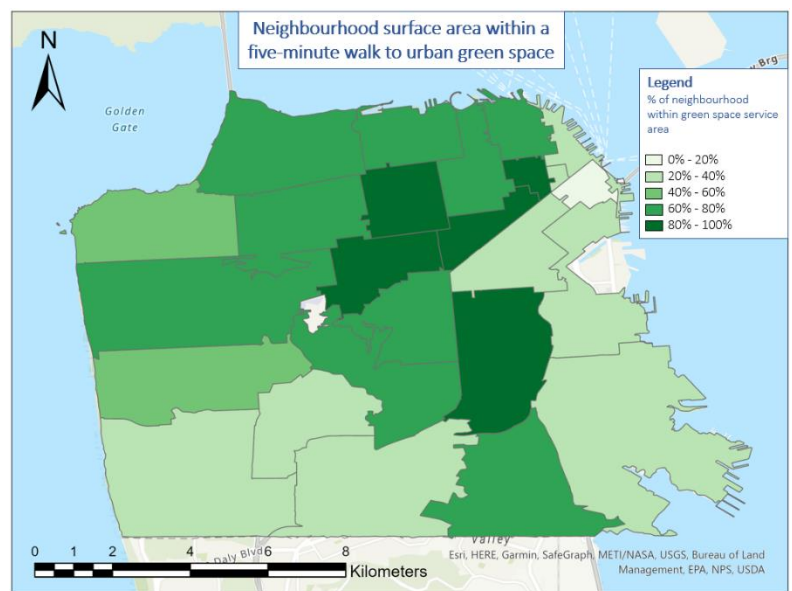 Neighbourhood surface area within a
five-minute walk to urban green space
N
Golden
Gate
Brg
Legend
% of neighbourhood
within green space service
area
0% - 20%
20% - 40%
40% - 60%
60% - 80%
80% - 100%
0 1 2 4 6 8
Kilometers
Daly Blvd
Valley
Esri, HERE, Garmin, SafeGraph, METI/NASA, USGS, Bureau of Land
Management, EPA, NPS, USDA